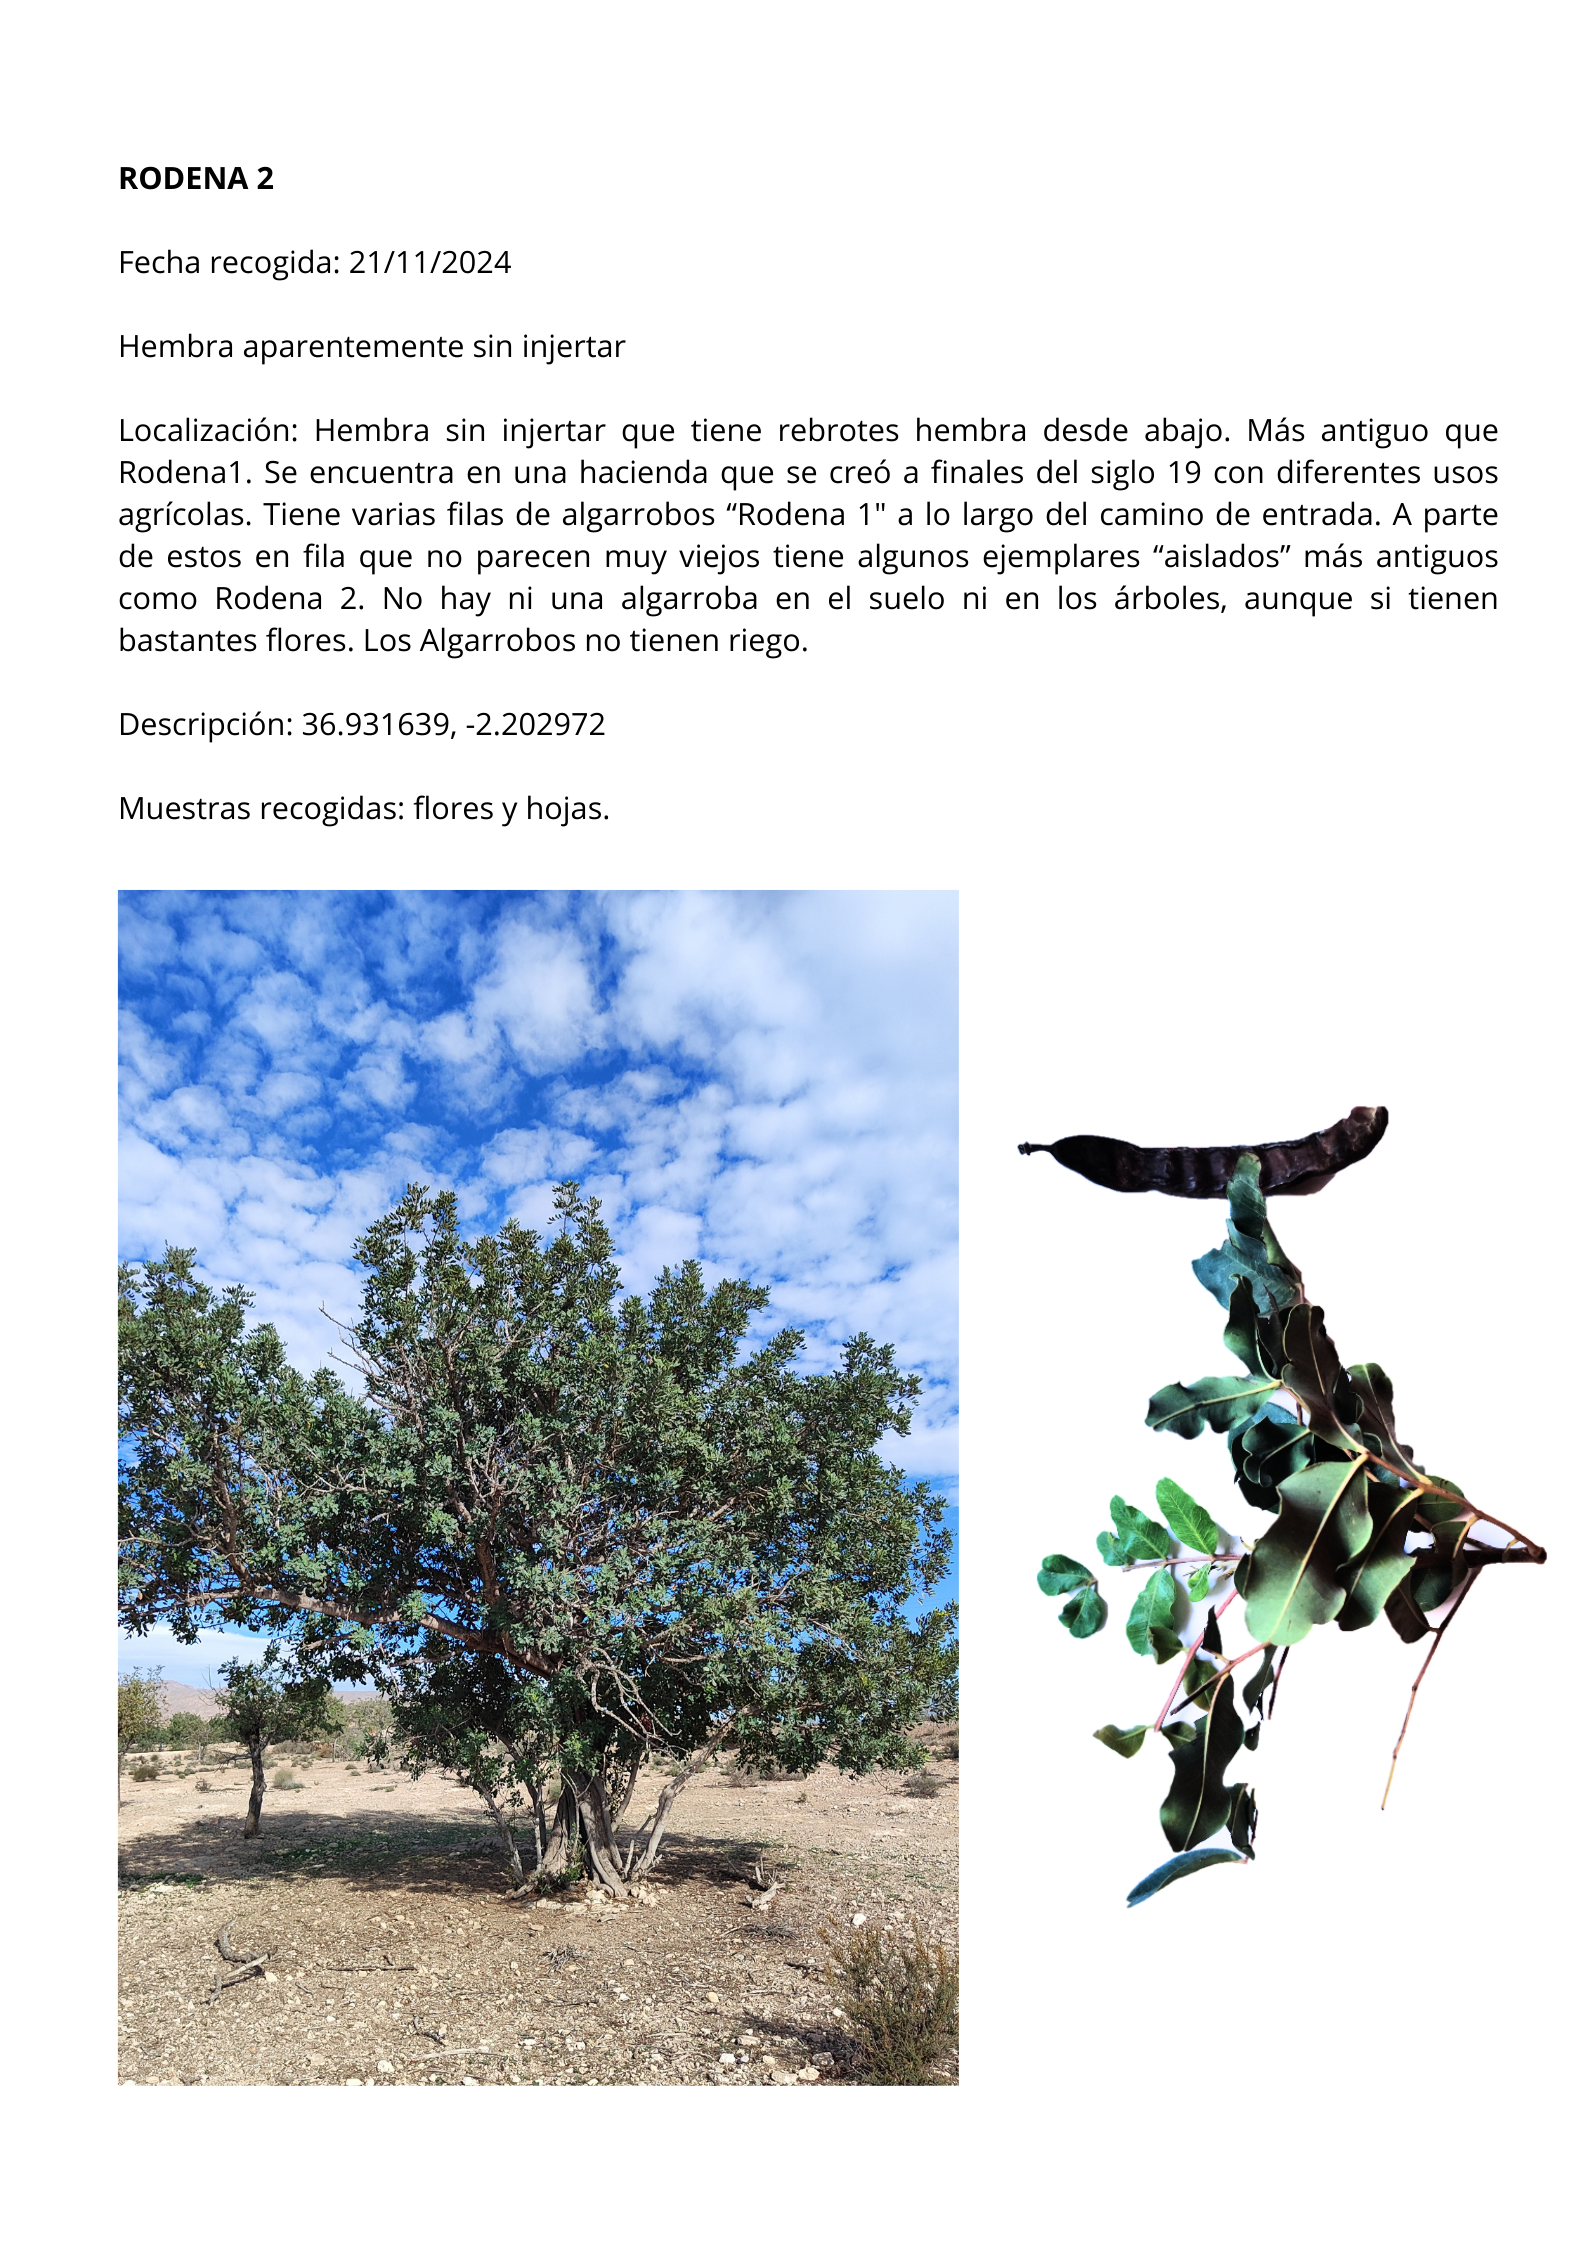 RODENA 2
Fecha recogida: 21/11/2024
Hembra aparentemente sin injertar
Localización: Hembra sin injertar que tiene rebrotes hembra desde abajo. Más antiguo que
Rodena1. Se encuentra en una hacienda que se creó a finales del siglo 19 con diferentes usos
agrícolas. Tiene varias filas de algarrobos “Rodena 1" a lo largo del camino de entrada. A parte
de estos en fila que no parecen muy viejos tiene algunos ejemplares “aislados” más antiguos
como Rodena 2. No hay ni una algarroba en el suelo ni en los árboles, aunque si tienen
bastantes flores. Los Algarrobos no tienen riego.
Descripción: 36.931639, -2.202972
Muestras recogidas: flores y hojas.